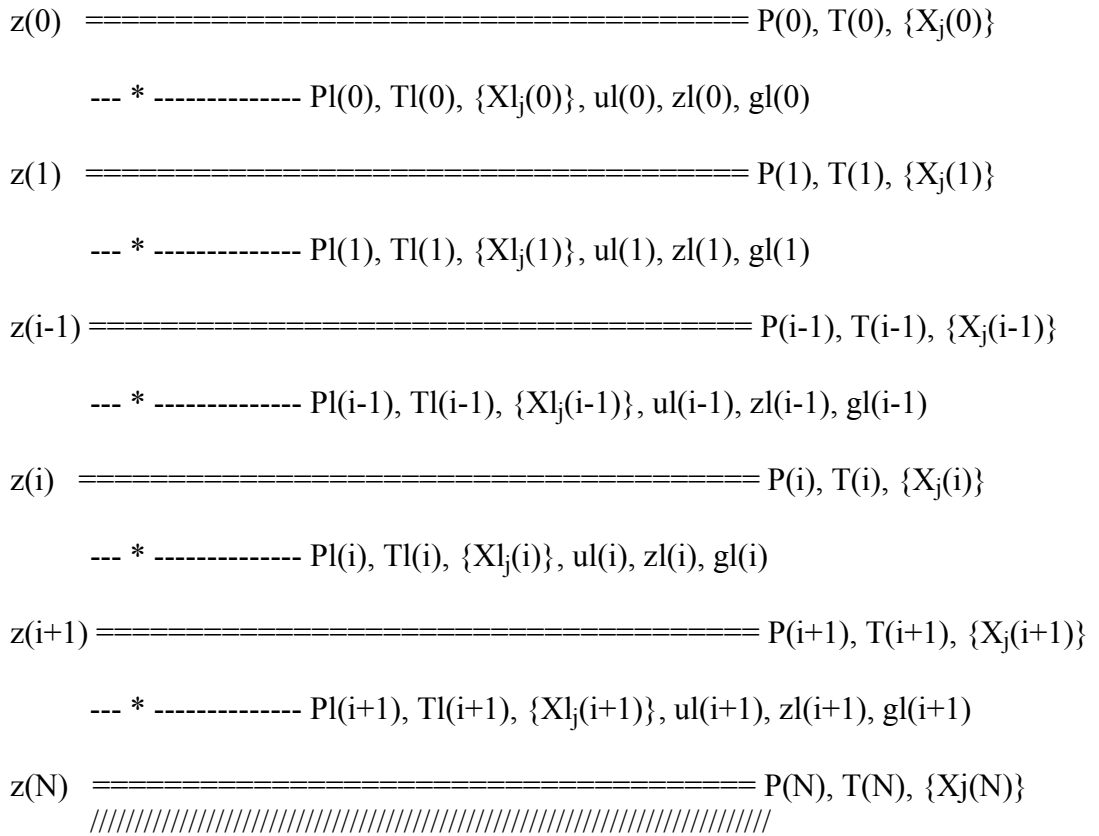 z(0) ===================================== P(0), T(0), {Xj(0)}
--- * -------------- Pl(0), Tl(0), {Xlj(0)}, ul(0), zl(0), gl(0)
z(1) ===================================== P(1), T(1), {Xj(1)}
--- * -------------- Pl(1), Tl(1), {Xlj(1)}, ul(1), zl(1), gl(1)
z(i-1) ===================================== P(i-1), T(i-1), {Xj(i-1)}
--- * -------------- Pl(i-1), Tl(i-1), {Xlj(i-1)}, ul(i-1), zl(i-1), gl(i-1)
z(i) ====================================== P(i), T(i), {Xj(i)}
--- * -------------- Pl(i), Tl(i), {Xlj(i)}, ul(i), zl(i), gl(i)
z(i+1) ===================================== P(i+1), T(i+1), {Xj(i+1)}
--- * -------------- Pl(i+1), Tl(i+1), {Xlj(i+1)}, ul(i+1), zl(i+1), gl(i+1)
z(N) ===================================== P(N), T(N), {Xj(N)}
///////////////////////////////////////////////////////////////////////////